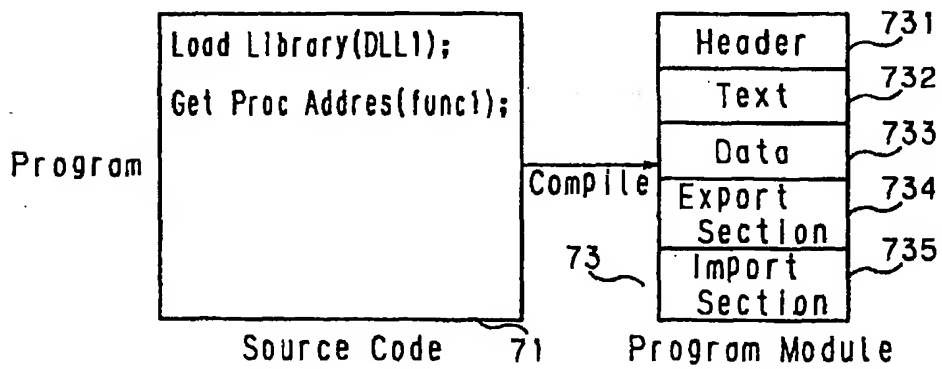 Load Library(DLL1);
Get Proc Addres(func1);
Program
Compile
Source Code
71
Header
731
Text
732
Data
733
Export
Section
734
Import
Section
735
73
Program Module